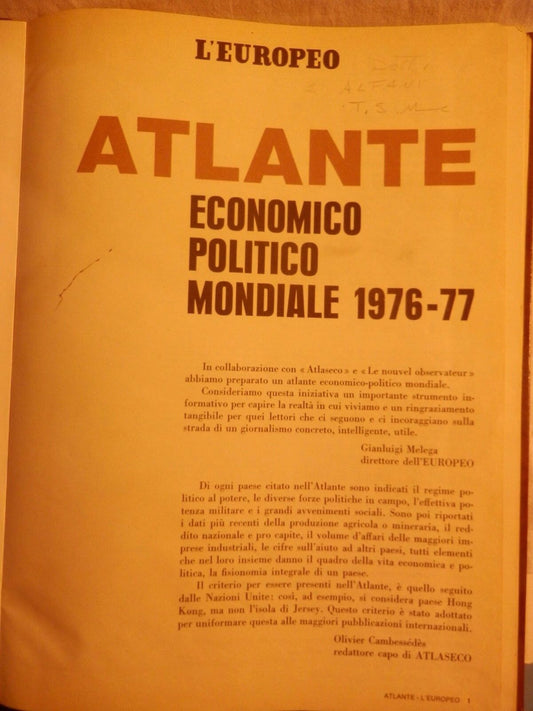 L'EUROPEO
ALFANI
ATLANTE
ECONOMICO
POLITICO
MONDIALE 1976-77
In collaborazione con « Atlaseco » e « Le nouvel observateur »
abbiamo preparato un atlante economico-politico mondiale.
Consideriamo questa iniziativa un importante strumento in-
formativo per capire la realtà in cui viviamo e un ringraziamento
tangibile per quei lettori che ci seguono e ci incoraggiano sulla
strada di un giornalismo concreto, intelligente, utile.
Gianluigi Melega
direttore dell'EUROPEO
Di ogni paese citato nell'Atlante sono indicati il regime po-
litico al potere, le diverse forze politiche in campo, l'effettiva po-
tenza militare e i grandi avvenimenti sociali. Sono poi riportati
i dati più recenti della produzione agricola o mineraria, il red-
dito nazionale e pro capite, il volume d'affari delle maggiori im-
prese industriali, le cifre sull'aiuto ad altri paesi, tutti elementi
che nel loro insieme danno il quadro della vita economica e po-
litica, la fisionomia integrale di un paese.
Il criterio per essere presenti nell'Atlante, è quello seguito
dalle Nazioni Unite: così, ad esempio, si considera paese Hong
Kong, ma non l'isola di Jersey. Questo criterio è stato adottato
per uniformare questa alle maggiori pubblicazioni internazionali.
Olivier Cambessédès
redattore capo di ATLASECO
ATLANTE - L'EUROPEO 1